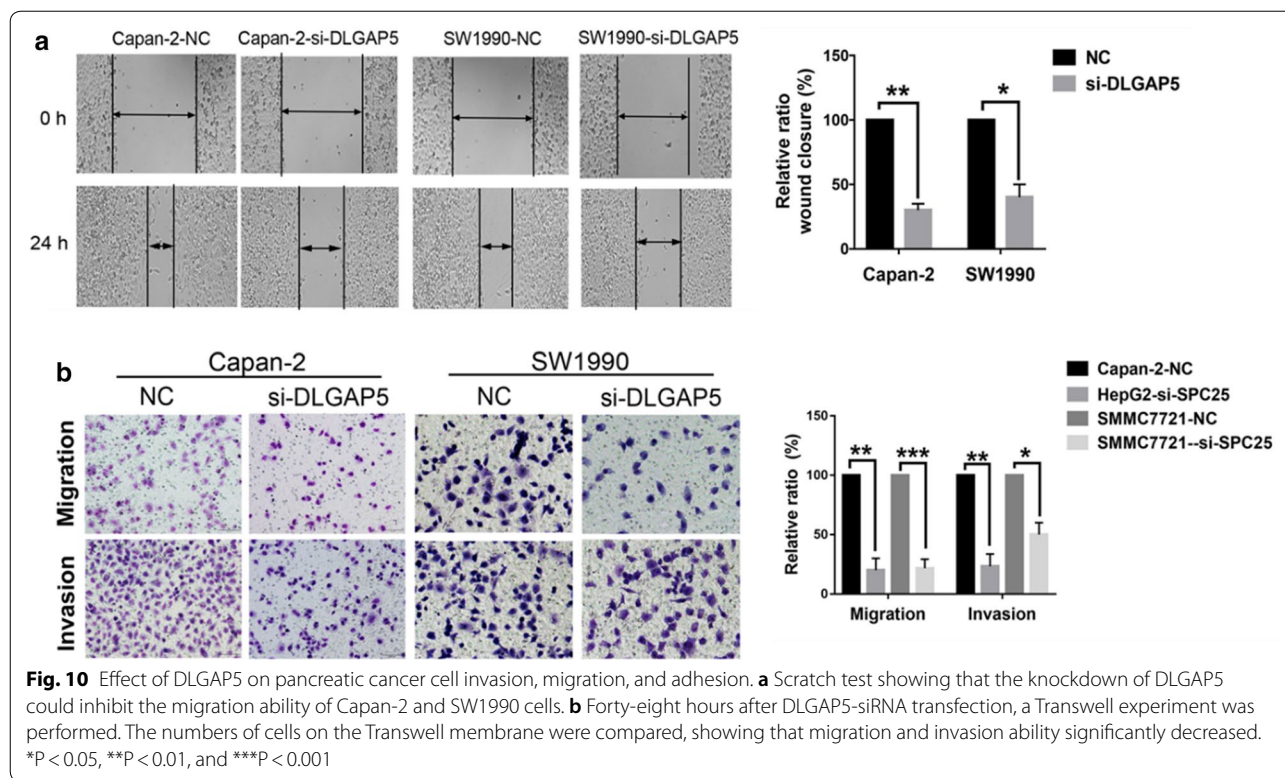 a
Capan-2-NC Capan-2-si-DLGAP5 SW1990-NC SW1990-si-DLGAP5
0 h
24 h
NC
si-DLGAP5
Relative ratio
wound closure (%)
150
100
50
0
** *
Capan-2 SW1990
b
Capan-2 SW1990
NC si-DLGAP5 NC si-DLGAP5
Migration
Invasion
Capan-2-NC
HepG2-si-SPC25
SMMC7721-NC
SMMC7721--si-SPC25
Relative ratio (%)
150
100
50
0
** *** ** *
Migration Invasion
Fig. 10 Effect of DLGAP5 on pancreatic cancer cell invasion, migration, and adhesion. a Scratch test showing that the knockdown of DLGAP5
could inhibit the migration ability of Capan-2 and SW1990 cells. b Forty-eight hours after DLGAP5-siRNA transfection, a Transwell experiment was
performed. The numbers of cells on the Transwell membrane were compared, showing that migration and invasion ability significantly decreased.
*P < 0.05, **P < 0.01, and ***P < 0.001